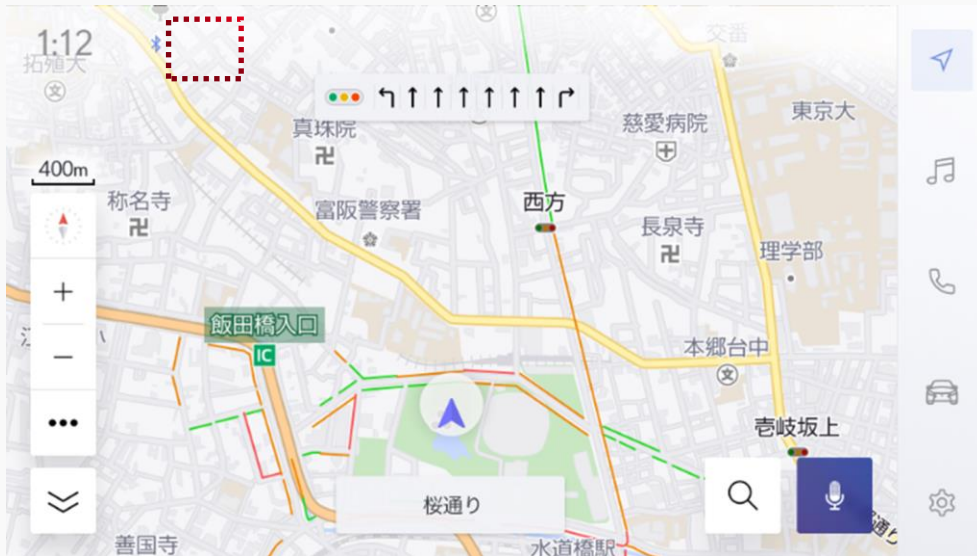 1:12
拓殖大
交番
東京大
真珠院
慈愛病院
400m
称名寺
富阪警察署
西方
長泉寺
理学部
飯田橋入口
IC
本郷台中
壱岐坂上
桜通り
善国寺
水道橋駅
通り